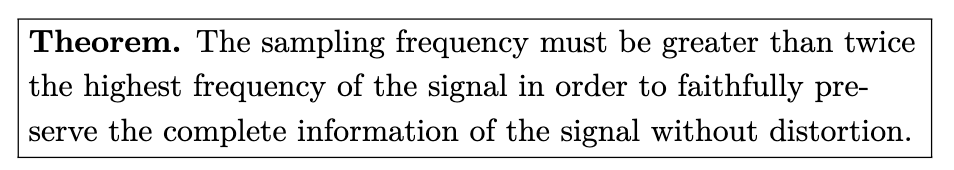 Theorem. The sampling frequency must be greater than twice
the highest frequency of the signal in order to faithfully pre-
serve the complete information of the signal without distortion.